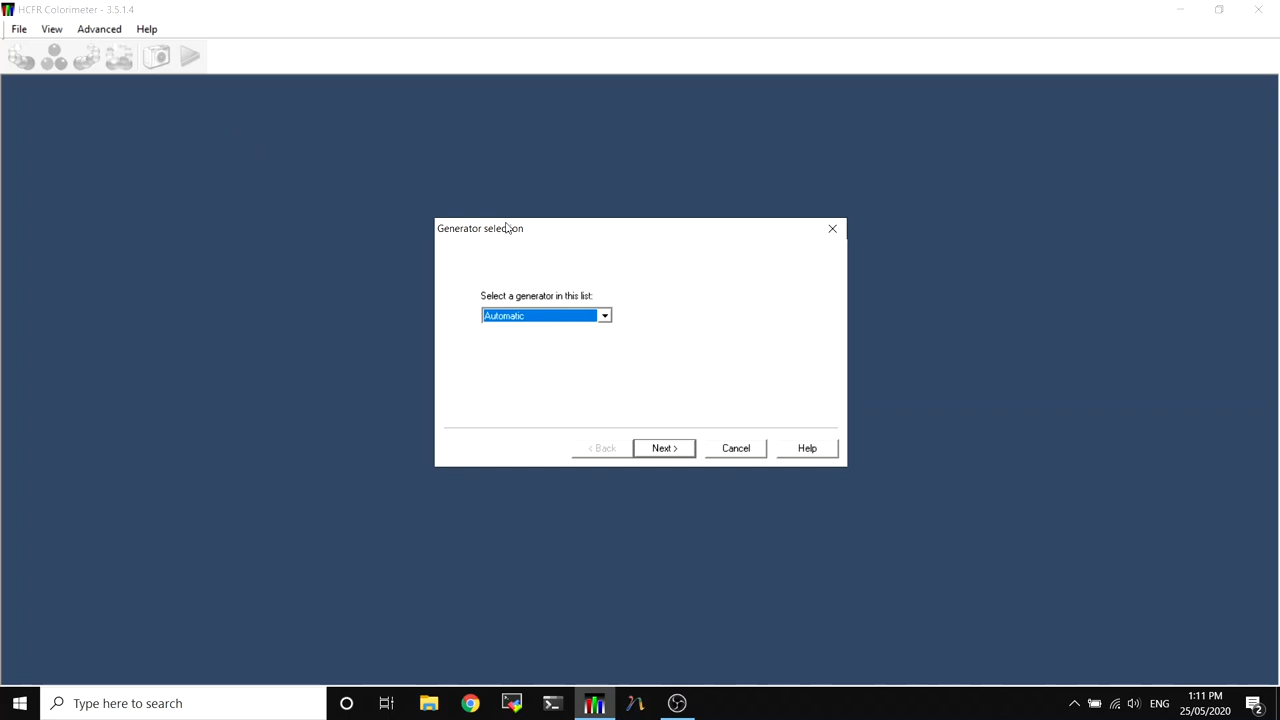 HCFR Colorimeter - 3.5.1.4
File View Advanced Help
Generator selection
Select a generator in this list:
Automatic
< Back Next > Cancel Help
Type here to search
ENG
1:11 PM
25/05/2020
2